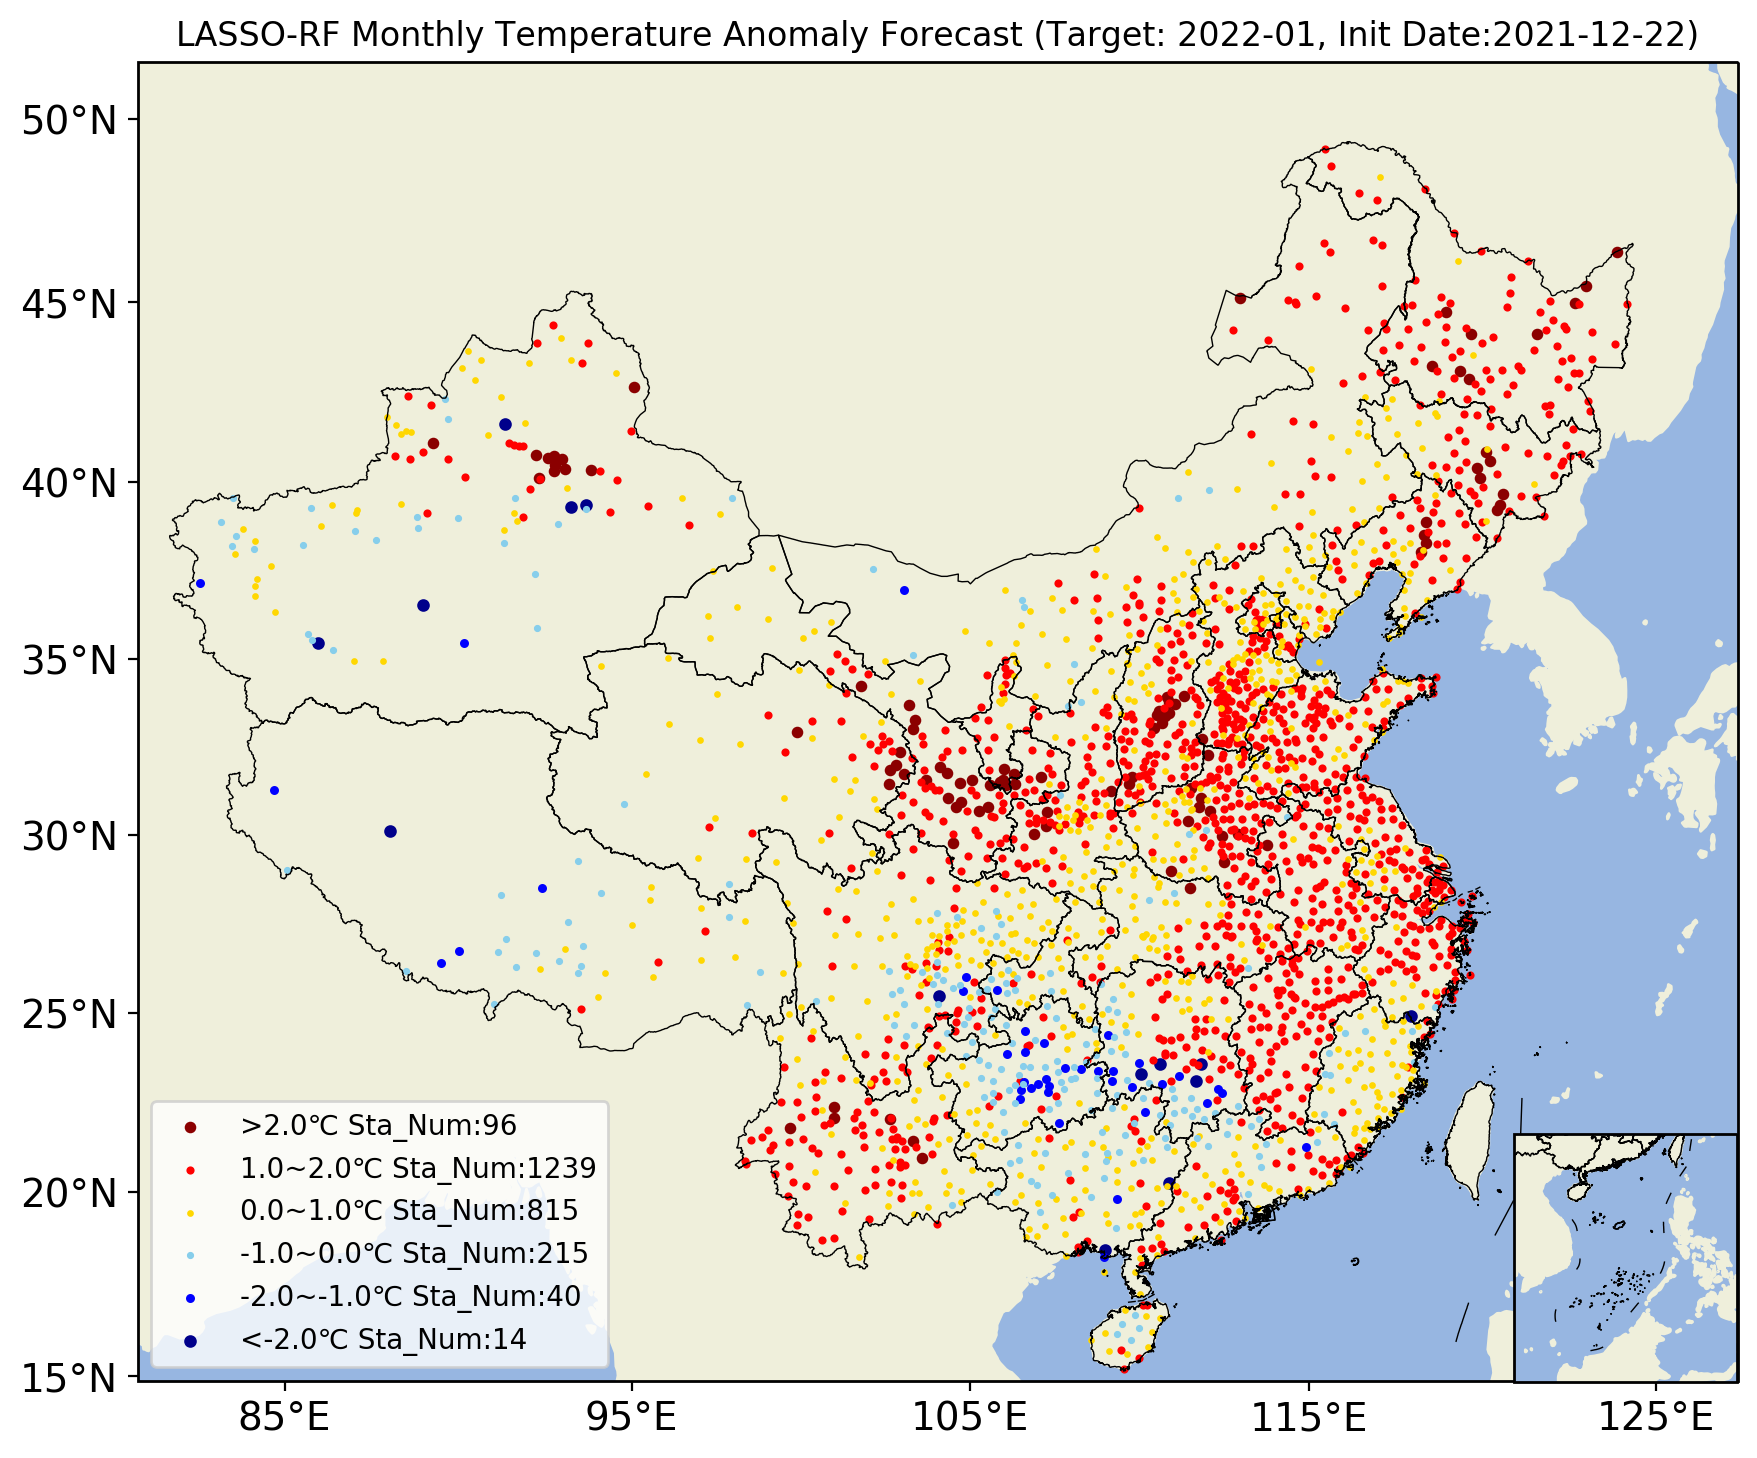 LASSO-RF Monthly Temperature Anomaly Forecast (Target: 2022-01, Init Date:2021-12-22)
50°N
45°N
40°N
35°N
30°N
25°N
20°N
15°N
>2.0℃ Sta_Num:96
1.0~2.0℃ Sta_Num:1239
0.0~1.0℃ Sta_Num:815
-1.0~0.0℃ Sta_Num:215
-2.0~-1.0℃ Sta_Num:40
<-2.0℃ Sta_Num:14
85°E
95°E
105°E
115°E
125°E